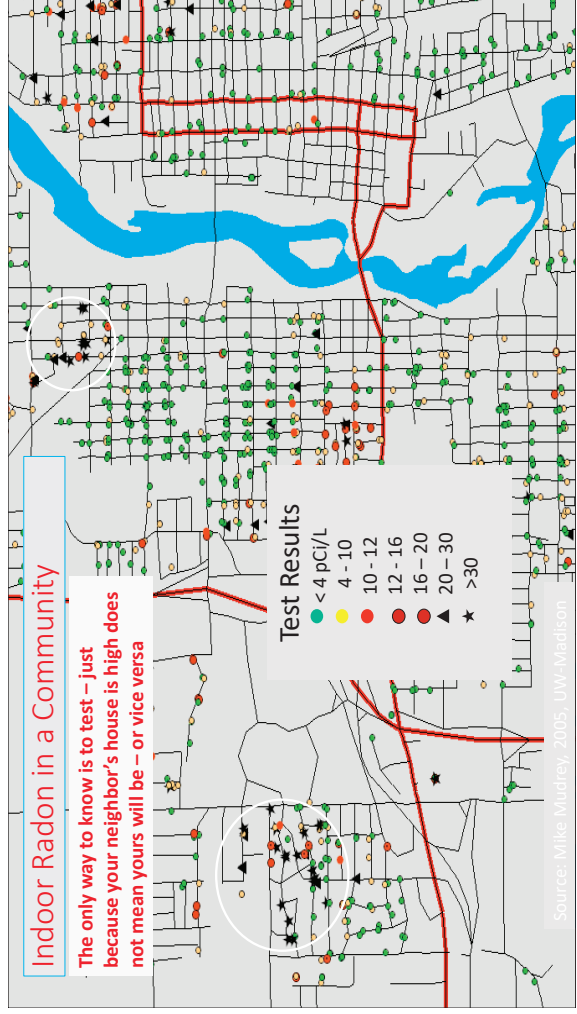 Indoor Radon in a Community
The only way to know is to test – just
because your neighbor's house is high does
not mean yours will be – or vice versa
Test Results
< 4 pCi/L
4 - 10
10 - 12
12 - 16
16 – 20
20 – 30
>30
Source: Mike Mudrey, 2005, UW-Madison